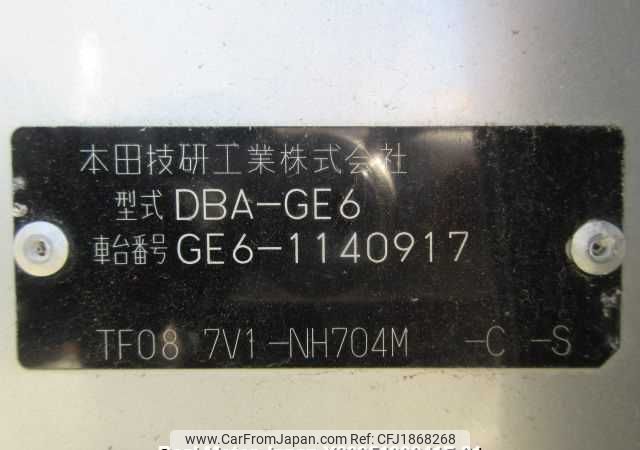 本田技研工業株式会社
型式 DBA-GE6
車台番号 GE6-1140917
TF08 7V1-NH704M -C -S
www.CarFromJapan.com Ref: CFJ1868268